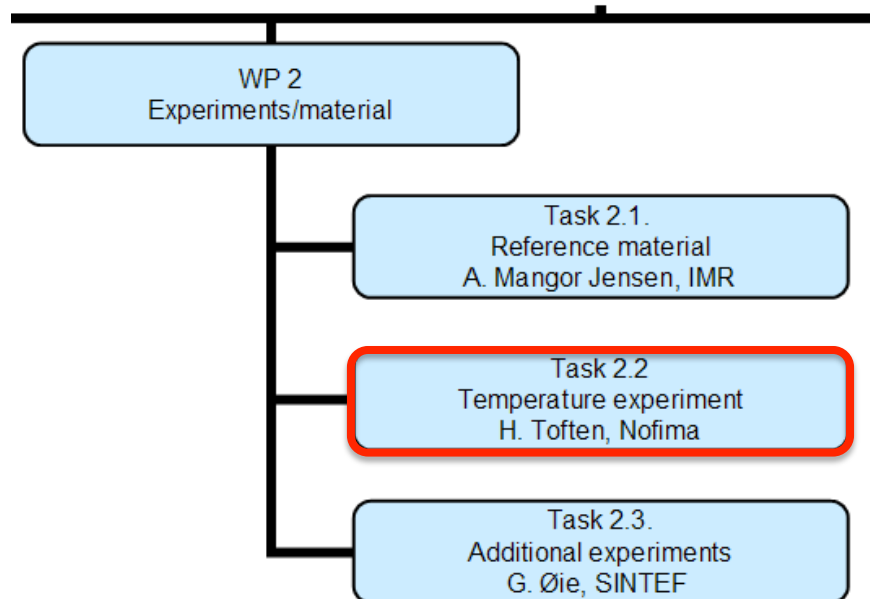 WP 2
Experiments/material
Task 2.1.
Reference material
A. Mangor Jensen, IMR
Task 2.2
Temperature experiment
H. Toften, Nofima
Task 2.3.
Additional experiments
G. Øie, SINTEF